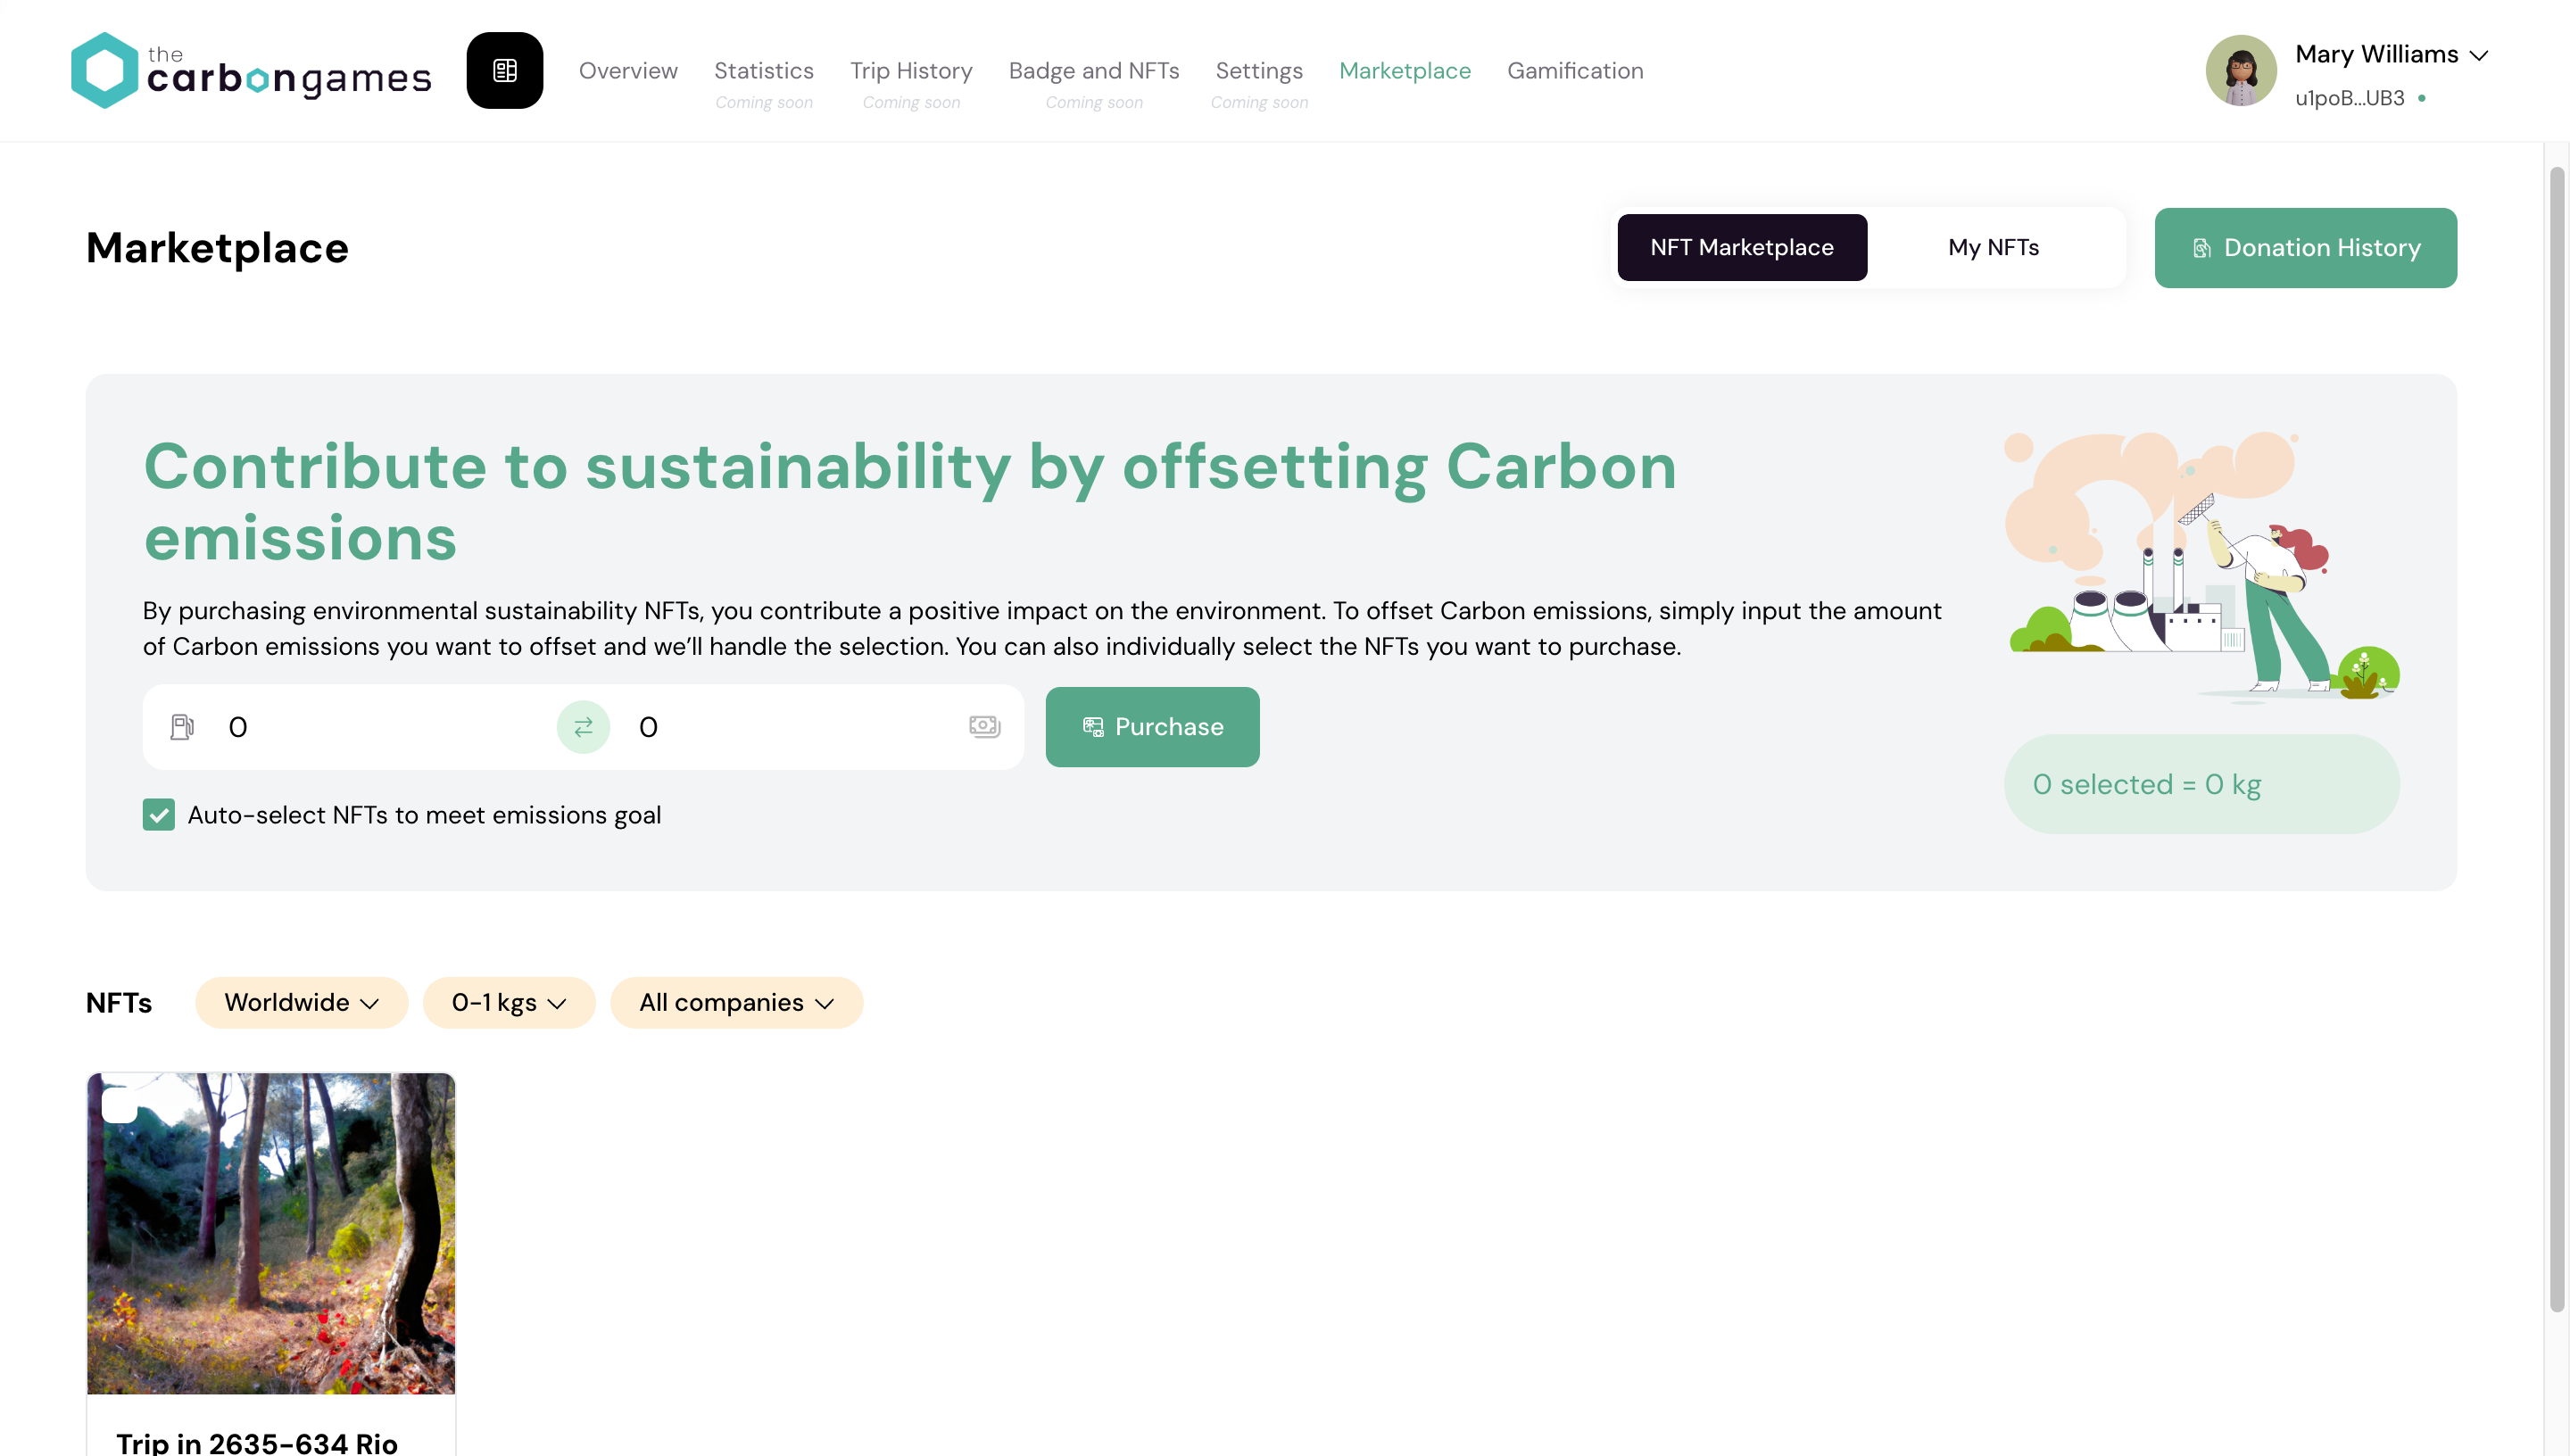 the
carbongames
Overview
Statistics
Coming soon
Trip History
Coming soon
Badge and NFTs
Coming soon
Settings
Coming soon
Marketplace
Gamification
Mary Williams
u1poB...UB3
Marketplace
NFT Marketplace
My NFTs
Donation History
Contribute to sustainability by offsetting Carbon
emissions
By purchasing environmental sustainability NFTs, you contribute a positive impact on the environment. To offset Carbon emissions, simply input the amount
of Carbon emissions you want to offset and we’ll handle the selection. You can also individually select the NFTs you want to purchase.
0
0
Purchase
Auto-select NFTs to meet emissions goal
0 selected = 0 kg
NFTs
Worldwide
0-1 kgs
All companies
Trip in 2635-634 Rio